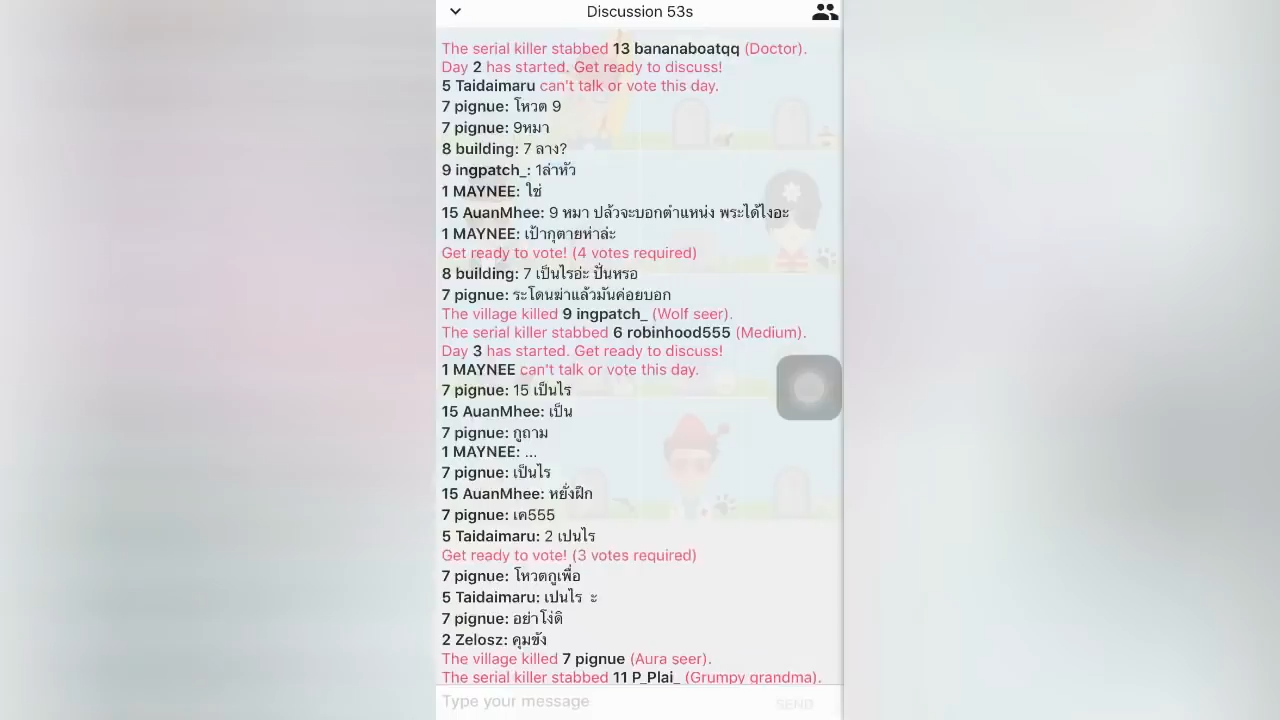 Discussion 53s
The serial killer stabbed 13 bananaboatqq (Doctor).
Day 2 has started. Get ready to discuss!
5 Taidaimaru can't talk or vote this day.
7 pignue: โหวต 9
7 pignue: 9หมา
8 building: 7 ลาง?
9 ingpatch_: 1ล่าหัว
1 MAYNEE: ใช่
15 AuanMhee: 9 หมา ปล้วจะบอกตำแหน่ง พระได้ไงอะ
1 MAYNEE: เป้ากุตายห่าล่ะ
Get ready to vote! (4 votes required)
8 building: 7 เป็นไรอ่ะ ปั่นหรอ
7 pignue: ระโดนฆ่าแล้วมันค่อยบอก
The village killed 9 ingpatch_ (Wolf seer).
The serial killer stabbed 6 robinhood555 (Medium).
Day 3 has started. Get ready to discuss!
1 MAYNEE can't talk or vote this day.
7 pignue: 15 เป็นไร
15 AuanMhee: เป็น
7 pignue: กูถาม
1 MAYNEE: ...
7 pignue: เป็นไร
15 AuanMhee: หยั่งฝึก
7 pignue: เค555
5 Taidaimaru: 2 เปนไร
Get ready to vote! (3 votes required)
7 pignue: โหวตกูเพื่อ
5 Taidaimaru: เปนไร ะ
7 pignue: อย่าโง่ดิ
2 Zelosz: คุมขัง
The village killed 7 pignue (Aura seer).
The serial killer stabbed 11 P_Plai_ (Grumpy grandma).
Type your message
SEND